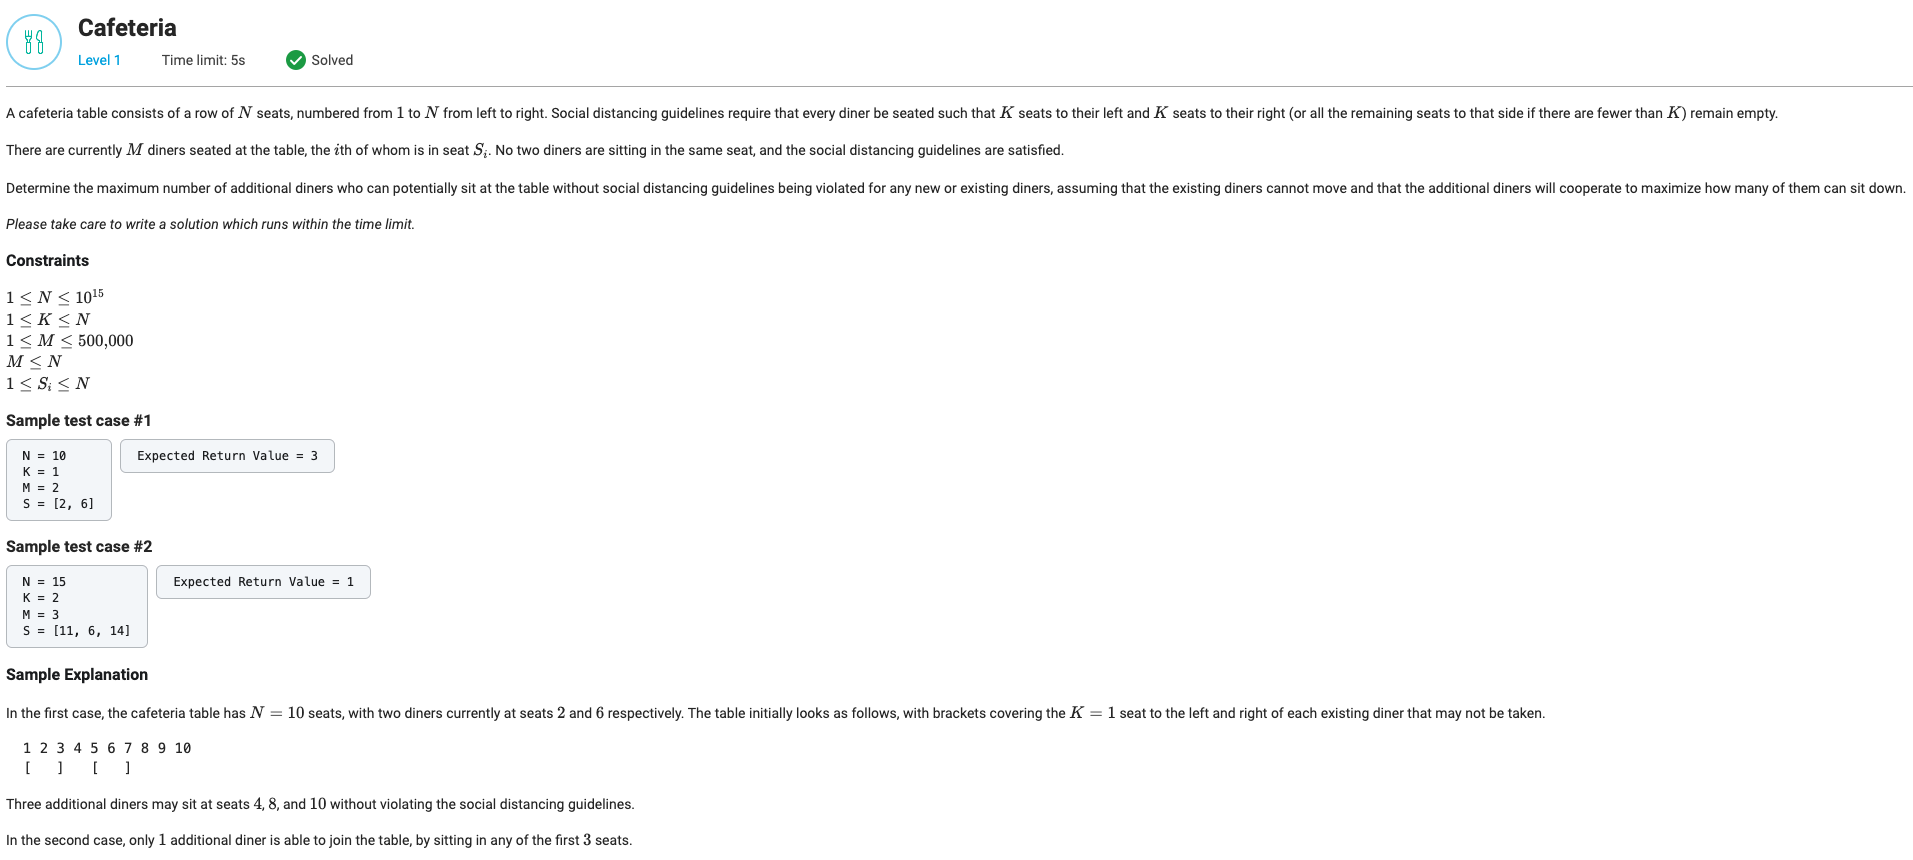 Cafeteria
Level 1 Time limit: 5s Solved
A cafeteria table consists of a row of N seats, numbered from 1 to N from left to right. Social distancing guidelines require that every diner be seated such that K seats to their left and K seats to their right (or all the remaining seats to that side if there are fewer than K) remain empty.
There are currently M diners seated at the table, the ith of whom is in seat Sᵢ. No two diners are sitting in the same seat, and the social distancing guidelines are satisfied.
Determine the maximum number of additional diners who can potentially sit at the table without social distancing guidelines being violated for any new or existing diners, assuming that the existing diners cannot move and that the additional diners will cooperate to maximize how many of them can sit down.
Please take care to write a solution which runs within the time limit.
Constraints
1 ≤ N ≤ 10¹⁵
1 ≤ K ≤ N
1 ≤ M ≤ 500,000
M ≤ N
1 ≤ Sᵢ ≤ N
Sample test case #1
N = 10 Expected Return Value = 3
K = 1
M = 2
S = [2, 6]
Sample test case #2
N = 15 Expected Return Value = 1
K = 2
M = 3
S = [11, 6, 14]
Sample Explanation
In the first case, the cafeteria table has N = 10 seats, with two diners currently at seats 2 and 6 respectively. The table initially looks as follows, with brackets covering the K = 1 seat to the left and right of each existing diner that may not be taken.
1 2 3 4 5 6 7 8 9 10
[   ]   [   ]
Three additional diners may sit at seats 4, 8, and 10 without violating the social distancing guidelines.
In the second case, only 1 additional diner is able to join the table, by sitting in any of the first 3 seats.